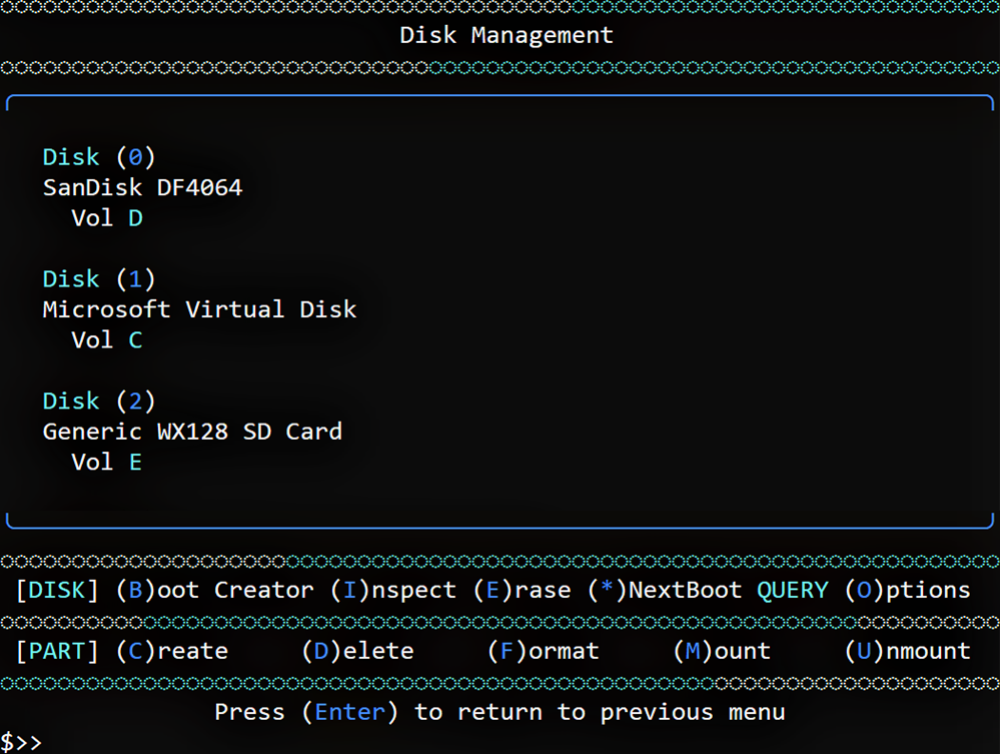 Disk Management
Disk (0)
SanDisk DF4064
Vol D
Disk (1)
Microsoft Virtual Disk
Vol C
Disk (2)
Generic WX128 SD Card
Vol E
[DISK] (B)oot Creator (I)nspect (E)rase (*)NextBoot QUERY (O)ptions
[PART] (C)reate (D)elete (F)ormat (M)ount (U)nmount
Press (Enter) to return to previous menu
$>>